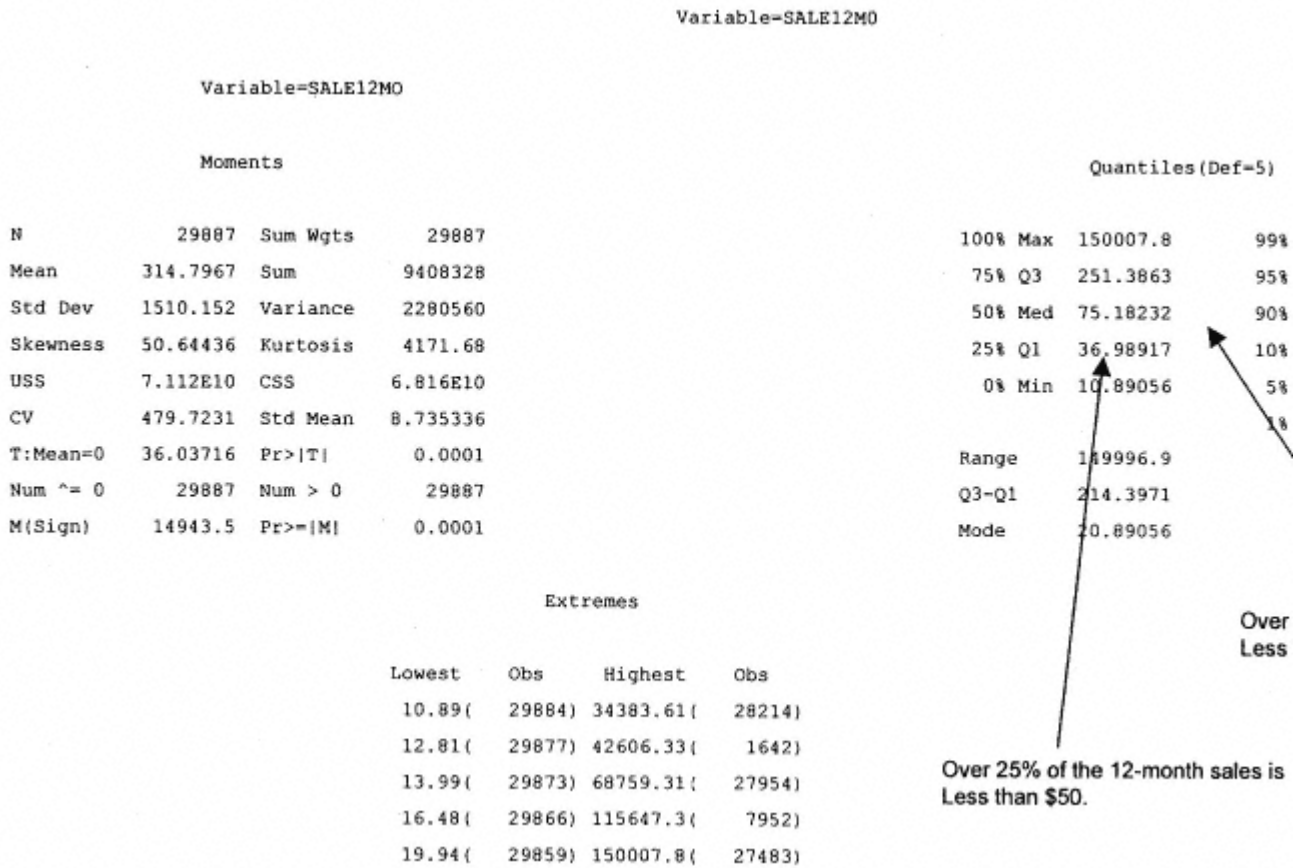 Variable=SALE12MO
Variable=SALE12MO
Moments
N 29887 Sum Wgts 29887
Mean 314.7967 Sum 9408328
Std Dev 1510.152 Variance 2280560
Skewness 50.64436 Kurtosis 4171.68
USS 7.112E10 CSS 6.816E10
CV 479.7231 Std Mean 8.735336
T:Mean=0 36.03716 Pr>|T| 0.0001
Num ^= 0 29887 Num > 0 29887
M(Sign) 14943.5 Pr>=|M| 0.0001
Quantiles(Def=5)
100% Max 150007.8 99%
75% Q3 251.3863 95%
50% Med 75.18232 90%
25% Q1 36.98917 10%
0% Min 10.89056 5%
1%
Range 149996.9
Q3-Q1 214.3971
Mode 20.89056
Extremes
Lowest Obs Highest Obs
10.89( 29884) 34383.61( 28214)
12.81( 29877) 42606.33( 1642)
13.99( 29873) 68759.31( 27954)
16.48( 29866) 115647.3( 7952)
19.94( 29859) 150007.8( 27483)
Over
Less
Over 25% of the 12-month sales is
Less than $50.